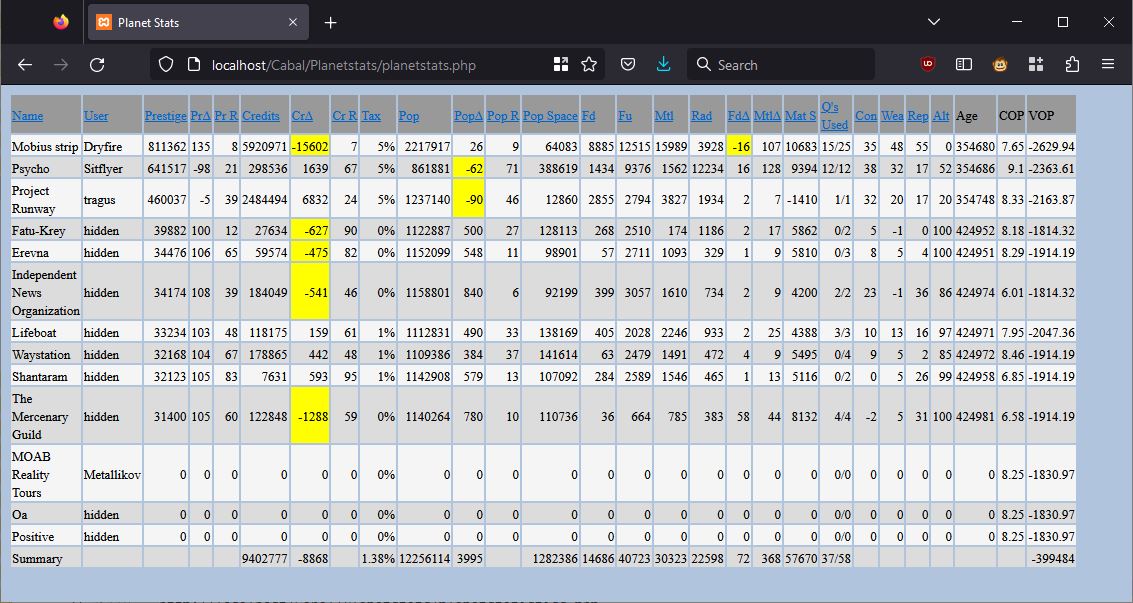 Planet Stats
localhost/Cabal/Planetstats/planetstats.php
Search
Name User Prestige PrΔ Pr R Credits CrΔ Cr R Tax Pop PopΔ Pop R Pop Space Fd Fu Mtl Rad FdΔ MtlΔ Mat S Q's Used Con Wea Rep Alt Age COP VOP
Mobius strip Dryfire 811362 135 8 5920971 -15602 7 5% 2217917 26 9 64083 8885 12515 15989 3928 -16 107 10683 15/25 35 48 55 0 354680 7.65 -2629.94
Psycho Sitflyer 641517 -98 21 298536 1639 67 5% 861881 -62 71 388619 1434 9376 1562 12234 16 128 9394 12/12 38 32 17 52 354686 9.1 -2363.61
Project Runway tragus 460037 -5 39 2484494 6832 24 5% 1237140 -90 46 12860 2855 2794 3827 1934 2 7 -1410 1/1 32 20 17 20 354748 8.33 -2163.87
Fatu-Krey hidden 39882 100 12 27634 -627 90 0% 1122887 500 27 128113 268 2510 174 1186 2 17 5862 0/2 5 -1 0 100 424952 8.18 -1814.32
Erevna hidden 34476 106 65 59574 -475 82 0% 1152099 548 11 98901 57 2711 1093 329 1 9 5810 0/3 8 5 4 100 424951 8.29 -1914.19
Independent News Organization hidden 34174 108 39 184049 -541 46 0% 1158801 840 6 92199 399 3057 1610 734 2 9 4200 2/2 23 -1 36 86 424974 6.01 -1814.32
Lifeboat hidden 33234 103 48 118175 159 61 1% 1112831 490 33 138169 405 2028 2246 933 2 25 4388 3/3 10 13 16 97 424971 7.95 -2047.36
Waystation hidden 32168 104 67 178865 442 48 1% 1109386 384 37 141614 63 2479 1491 472 4 9 5495 0/4 9 5 2 85 424972 8.46 -1914.19
Shantaram hidden 32123 105 83 7631 593 95 1% 1142908 579 13 107092 284 2589 1546 465 1 13 5116 0/2 0 5 26 99 424958 6.85 -1914.19
The Mercenary Guild hidden 31400 105 60 122848 -1288 59 0% 1140264 780 10 110736 36 664 785 383 58 44 8132 4/4 -2 5 31 100 424981 6.58 -1914.19
MOAB Reality Tours Metallikov 0 0 0 0 0 0 0% 0 0 0 0 0 0 0 0 0 0 0 0/0 0 0 0 0 0 8.25 -1830.97
Oa hidden 0 0 0 0 0 0 0% 0 0 0 0 0 0 0 0 0 0 0 0/0 0 0 0 0 0 8.25 -1830.97
Positive hidden 0 0 0 0 0 0 0% 0 0 0 0 0 0 0 0 0 0 0 0/0 0 0 0 0 0 8.25 -1830.97
Summary 9402777 -8868 1.38% 12256114 3995 1282386 14686 40723 30323 22598 72 368 57670 37/58 -399484